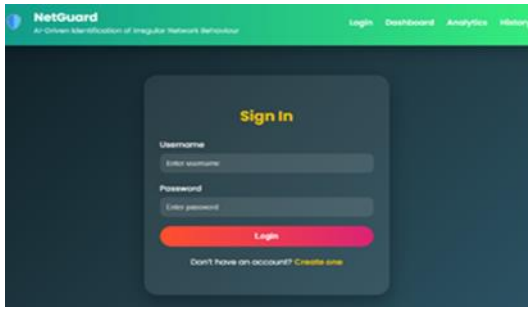 NetGuard
AI-Driven Identification of Irregular Network Behaviour
Login Dashboard Analytics History
Sign In
Username
Enter username
Password
Enter password
Login
Don't have an account? Create one